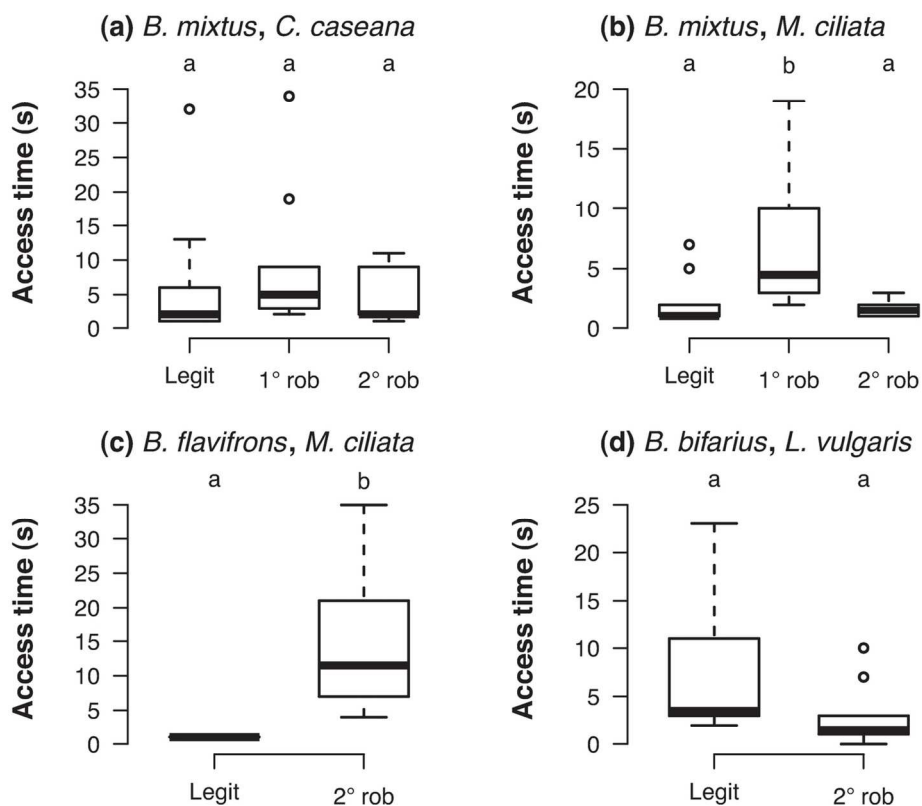 (a) B. mixtus, C. caseana
a a a
Access time (s)
35
30
25
20
15
10
5
0
Legit 1° rob 2° rob
(b) B. mixtus, M. ciliata
a b a
Access time (s)
20
15
10
5
0
Legit 1° rob 2° rob
(c) B. flavifrons, M. ciliata
a b
Access time (s)
35
30
25
20
15
10
5
0
Legit 2° rob
(d) B. bifarius, L. vulgaris
a a
Access time (s)
25
20
15
10
5
0
Legit 2° rob